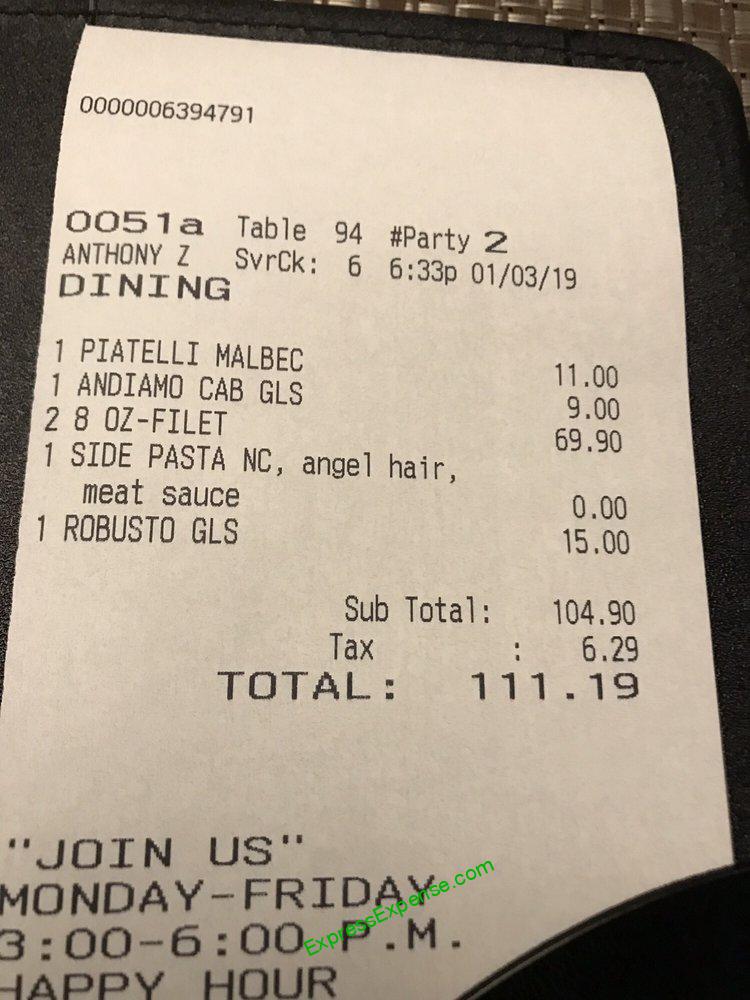 0000006394791
0051a Table 94 #Party 2
ANTHONY Z SvrCk: 6 6:33p 01/03/19
DINING
1 PIATELLI MALBEC 11.00
1 ANDIAMO CAB GLS 9.00
2 8 OZ-FILET 69.90
1 SIDE PASTA NC, angel hair,
meat sauce 0.00
1 ROBUSTO GLS 15.00
Sub Total: 104.90
Tax : 6.29
TOTAL: 111.19
"JOIN US"
MONDAY-FRIDAY
3:00-6:00 P.M.
HAPPY HOUR
ExpressExpense.com